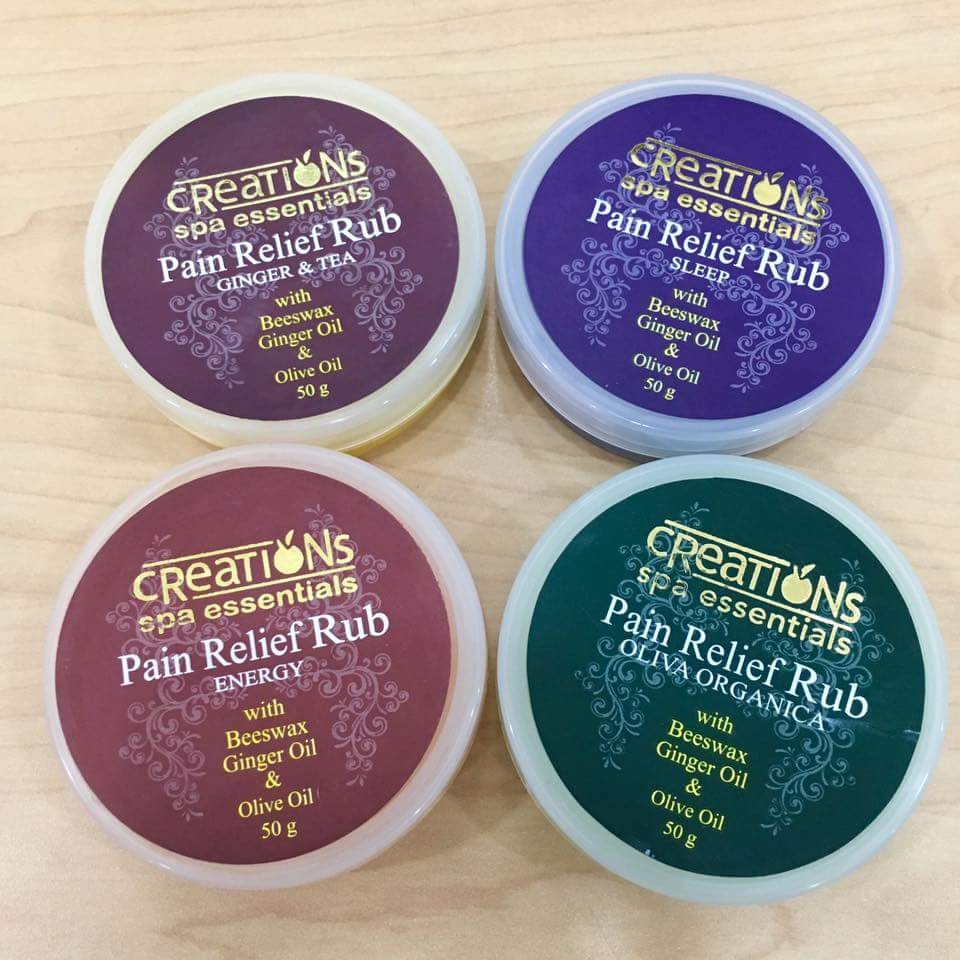 CREATIONS
spa essentials
Pain Relief Rub
GINGER & TEA
with
Beeswax
Ginger Oil
&
Olive Oil
50 g
CREATIONS
spa essentials
Pain Relief Rub
SLEEP
with
Beeswax
Ginger Oil
&
Olive Oil
50 g
CREATIONS
spa essentials
Pain Relief Rub
ENERGY
with
Beeswax
Ginger Oil
&
Olive Oil
50 g
CREATIONS
spa essentials
Pain Relief Rub
OLIVA ORGANICA
with
Beeswax
Ginger Oil
&
Olive Oil
50 g